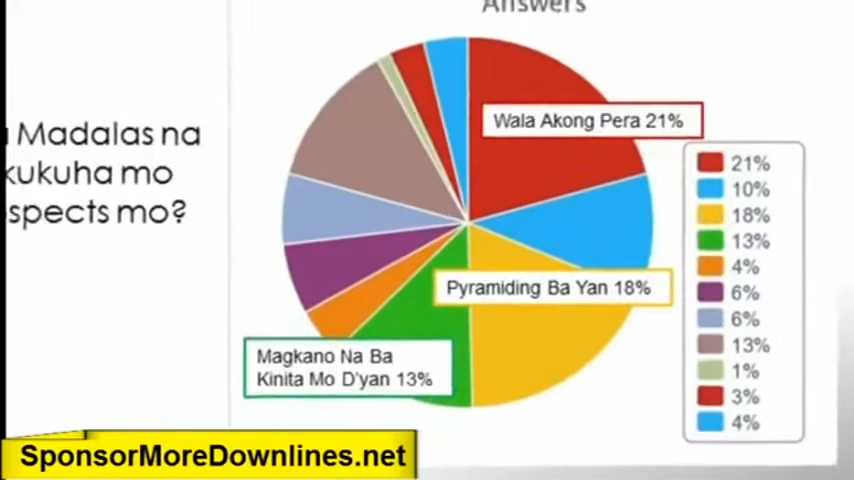 Answers
Madalas na
kukuha mo
spects mo?
Wala Akong Pera 21%
Pyramiding Ba Yan 18%
Magkano Na Ba
Kinita Mo D'yan 13%
21%
10%
18%
13%
4%
6%
6%
13%
1%
3%
4%
SponsorMoreDownlines.net